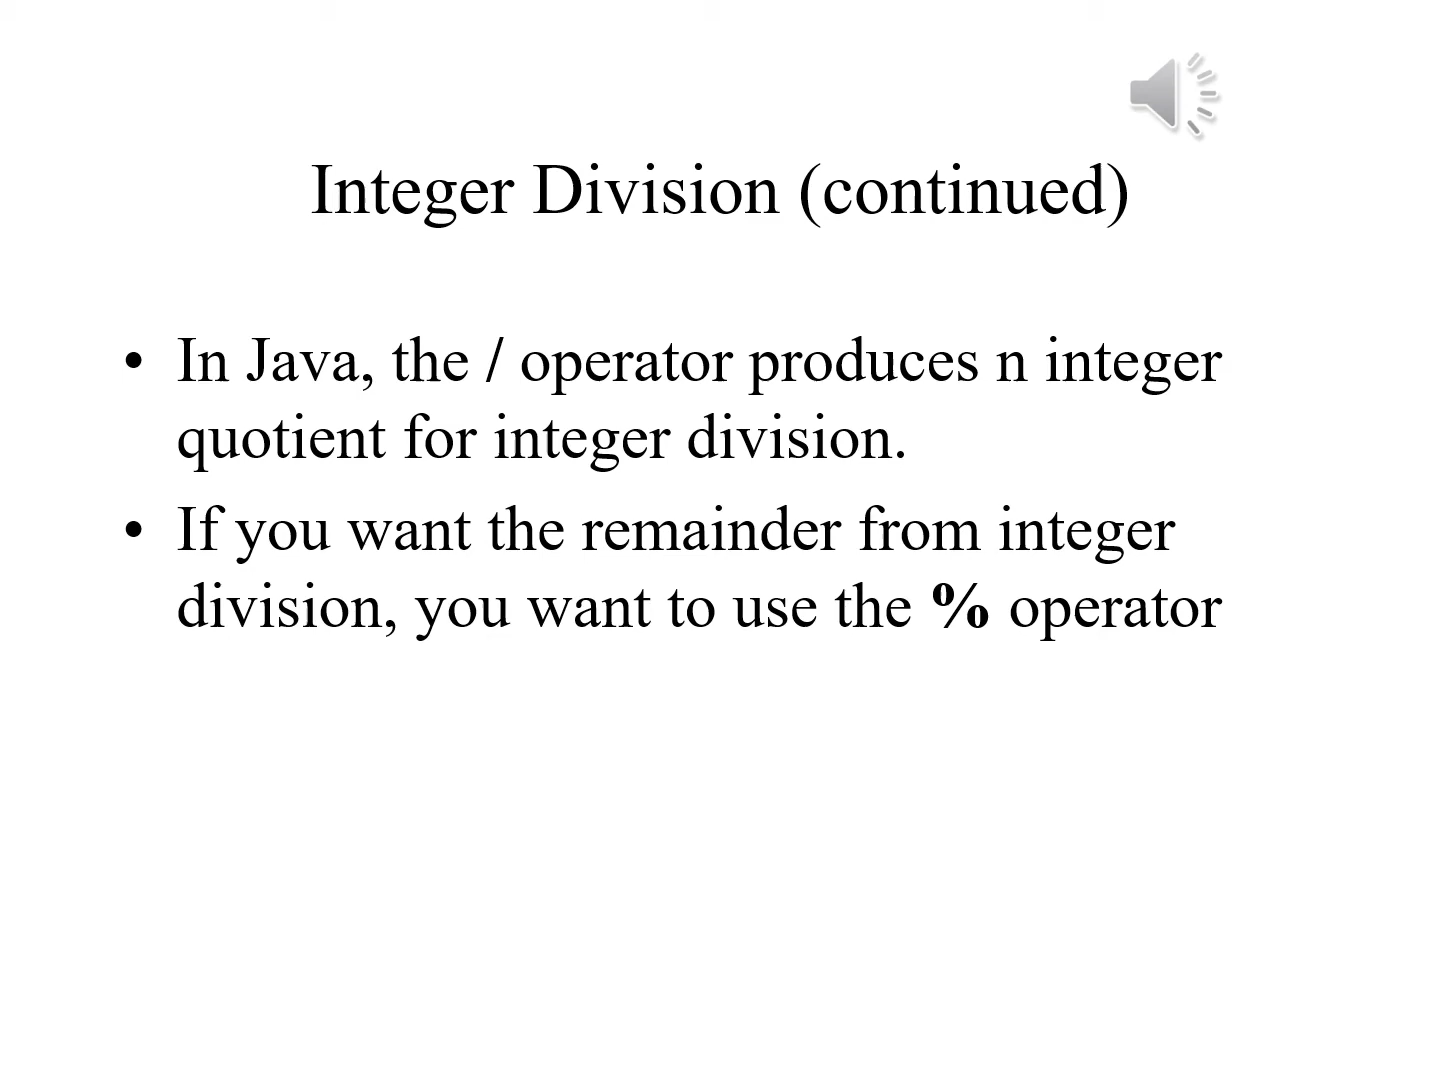 Integer Division (continued)
• In Java, the / operator produces n integer
quotient for integer division.
• If you want the remainder from integer
division, you want to use the % operator